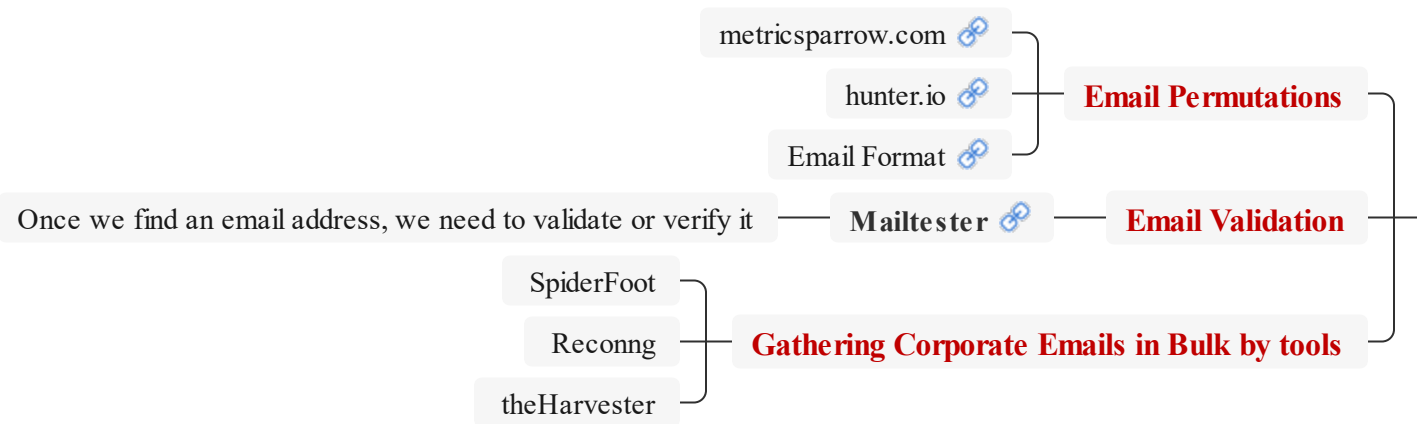 metricsparrow.com
hunter.io
Email Permutations
Email Format
Once we find an email address, we need to validate or verify it
Mailtester
Email Validation
SpiderFoot
Reconng
Gathering Corporate Emails in Bulk by tools
theHarvester